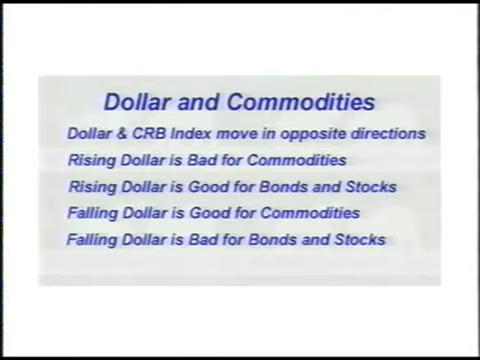 Dollar and Commodities
Dollar & CRB Index move in opposite directions
Rising Dollar is Bad for Commodities
Rising Dollar is Good for Bonds and Stocks
Falling Dollar is Good for Commodities
Falling Dollar is Bad for Bonds and Stocks